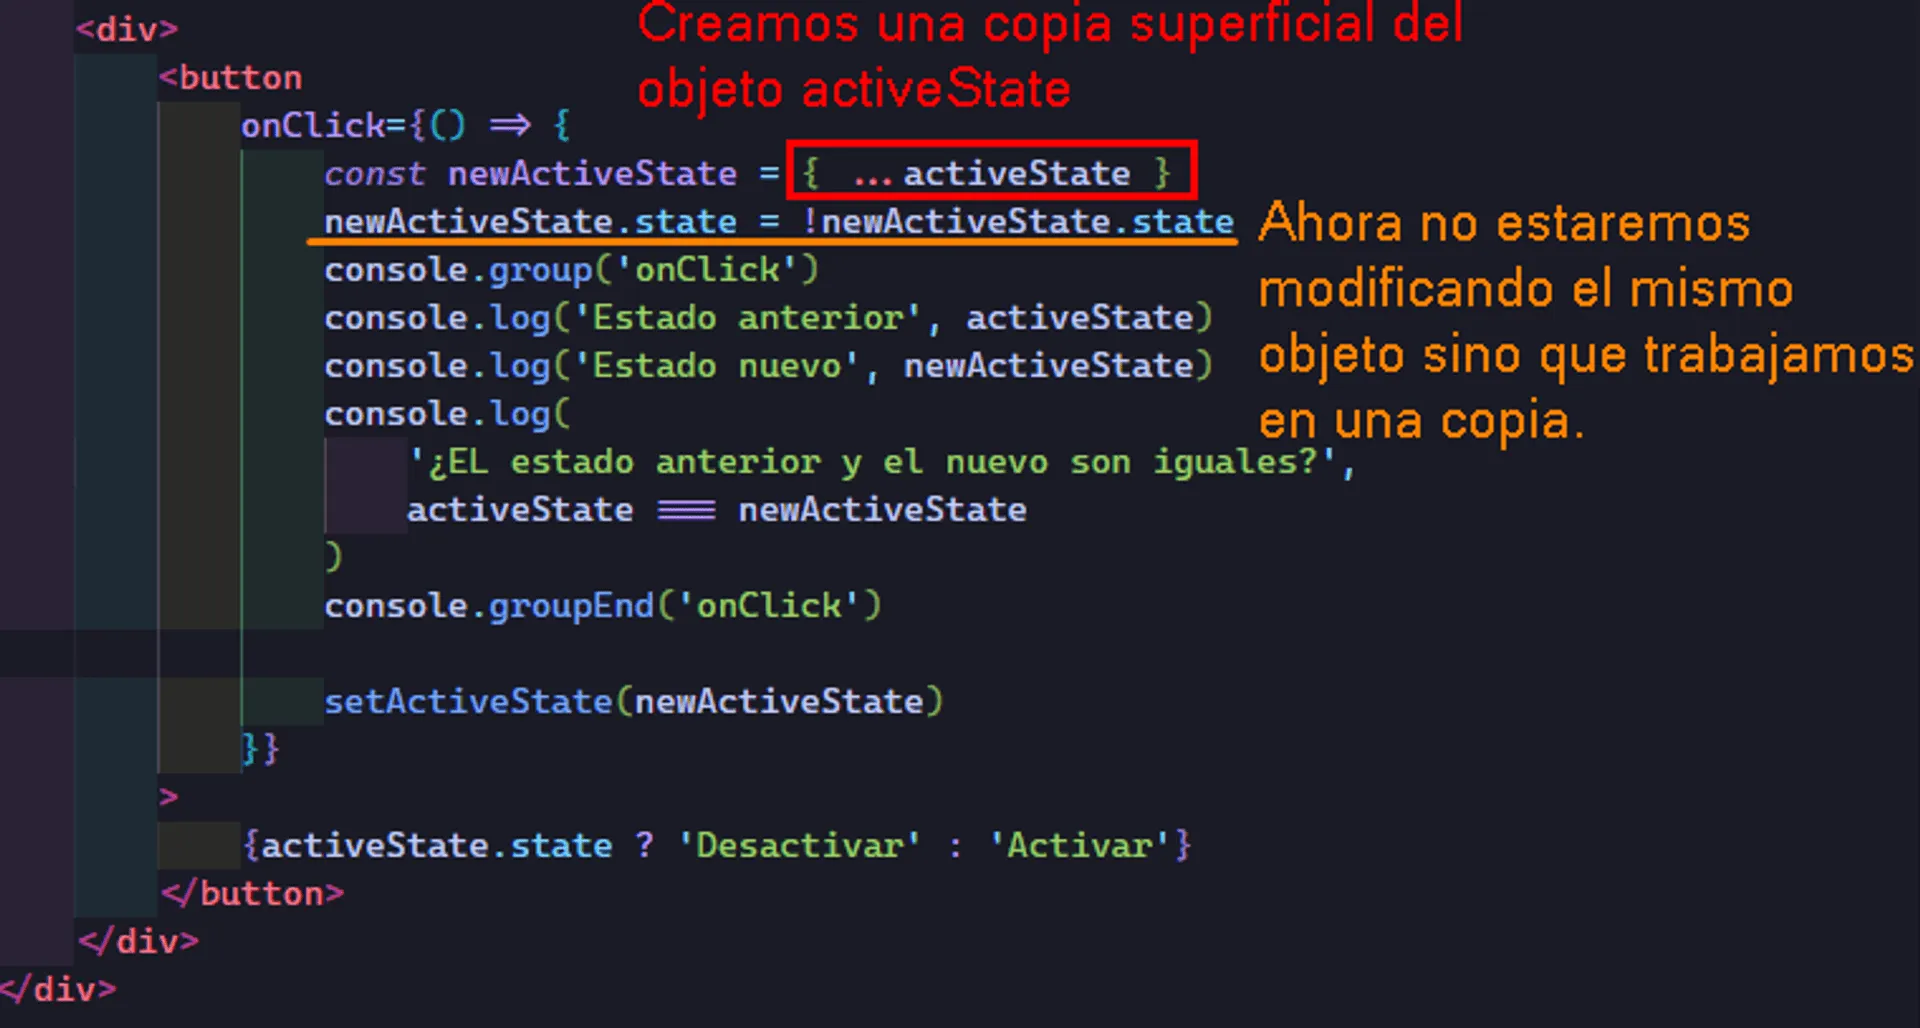 <div>
Creamos una copia superficial del
objeto activeState
<button
onClick={() => {
const newActiveState = { ...activeState }
newActiveState.state = !newActiveState.state
Ahora no estaremos
modificando el mismo
objeto sino que trabajamos
en una copia.
console.group('onClick')
console.log('Estado anterior', activeState)
console.log('Estado nuevo', newActiveState)
console.log(
'¿EL estado anterior y el nuevo son iguales?',
activeState === newActiveState
)
console.groupEnd('onClick')
setActiveState(newActiveState)
}}
>
{activeState.state ? 'Desactivar' : 'Activar'}
</button>
</div>
</div>